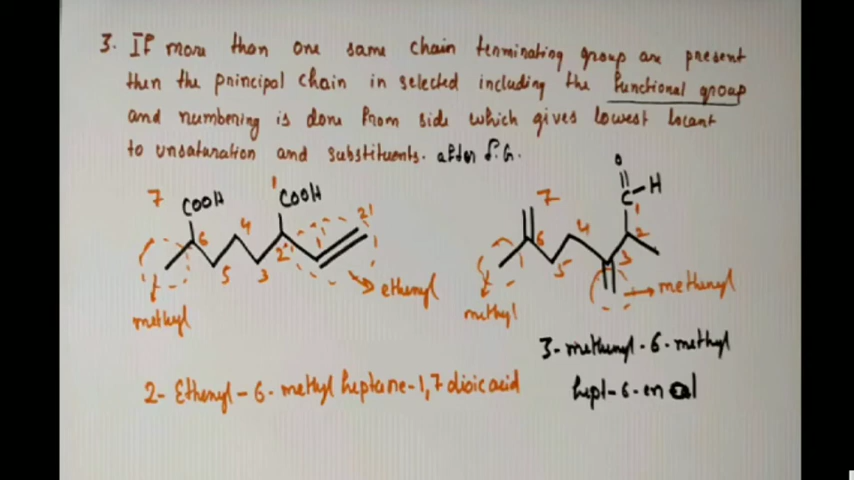 3. If more than one same chain terminating group are present
then the principal chain in selected including the functional group
and numbering is done from side which gives lowest locant
to unsaturation and substituents. after f.G.
7 COOH 1 COOH 6 4 2' 1' 2 5 3
methyl
ethenyl
O
C-H
7 1 4 2 6 3 5
methyl
methenyl
2-Ethenyl-6-methyl heptane-1,7 dioic acid
3-methenyl-6-methyl
hept-6-en al